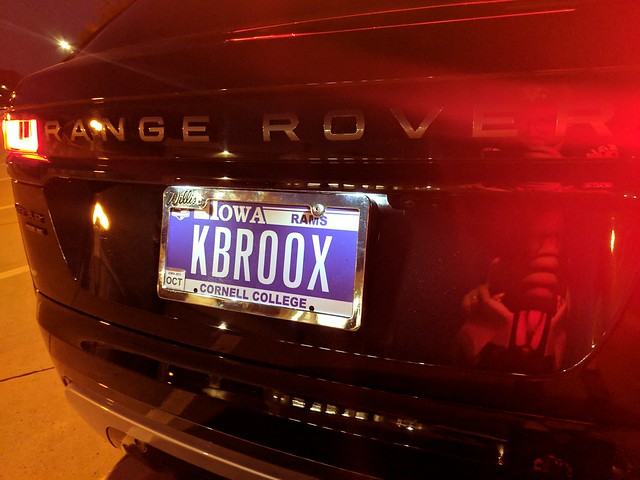 RANGE ROVER
Willis
IOWA RAMS
KBROOX
OCT
CORNELL COLLEGE